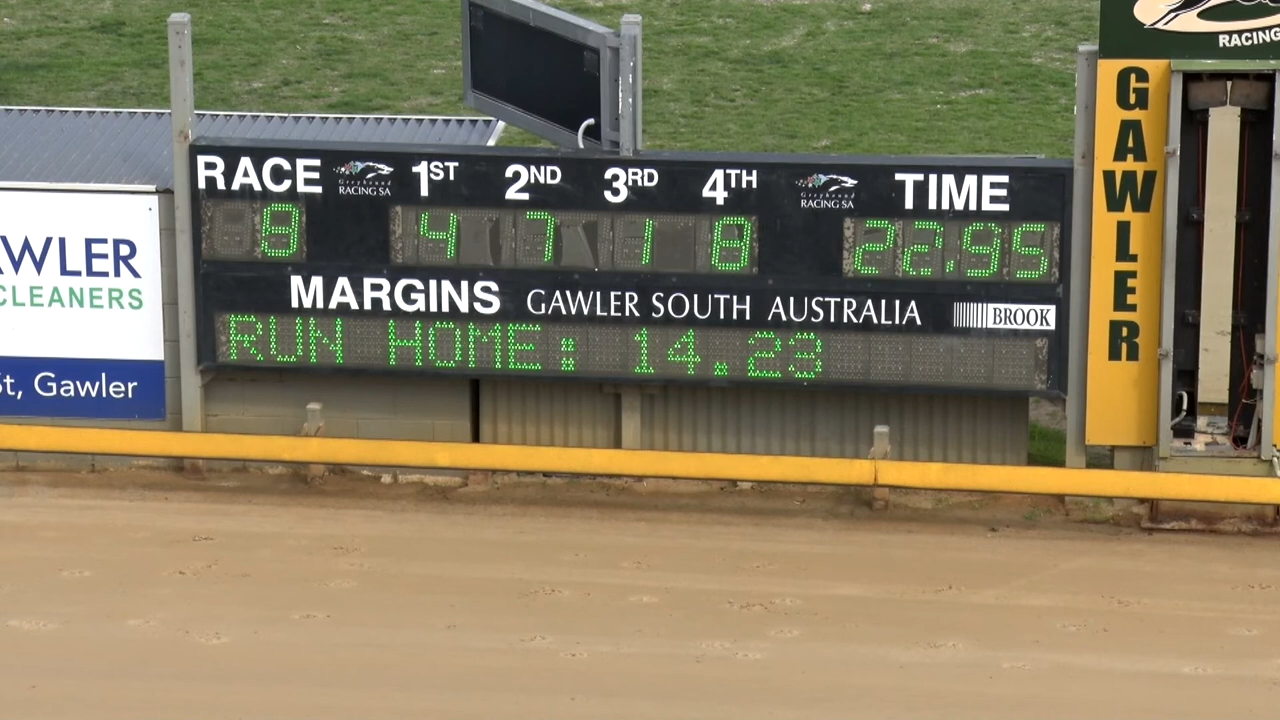 RACING
RACE Greyhound RACING SA 1ST 2ND 3RD 4TH Greyhound RACING SA TIME
8 4 7 1 8 22.95
MARGINS GAWLER SOUTH AUSTRALIA BROOK
RUN HOME: 14.23
AWLER
CLEANERS
St, Gawler
GAWLER